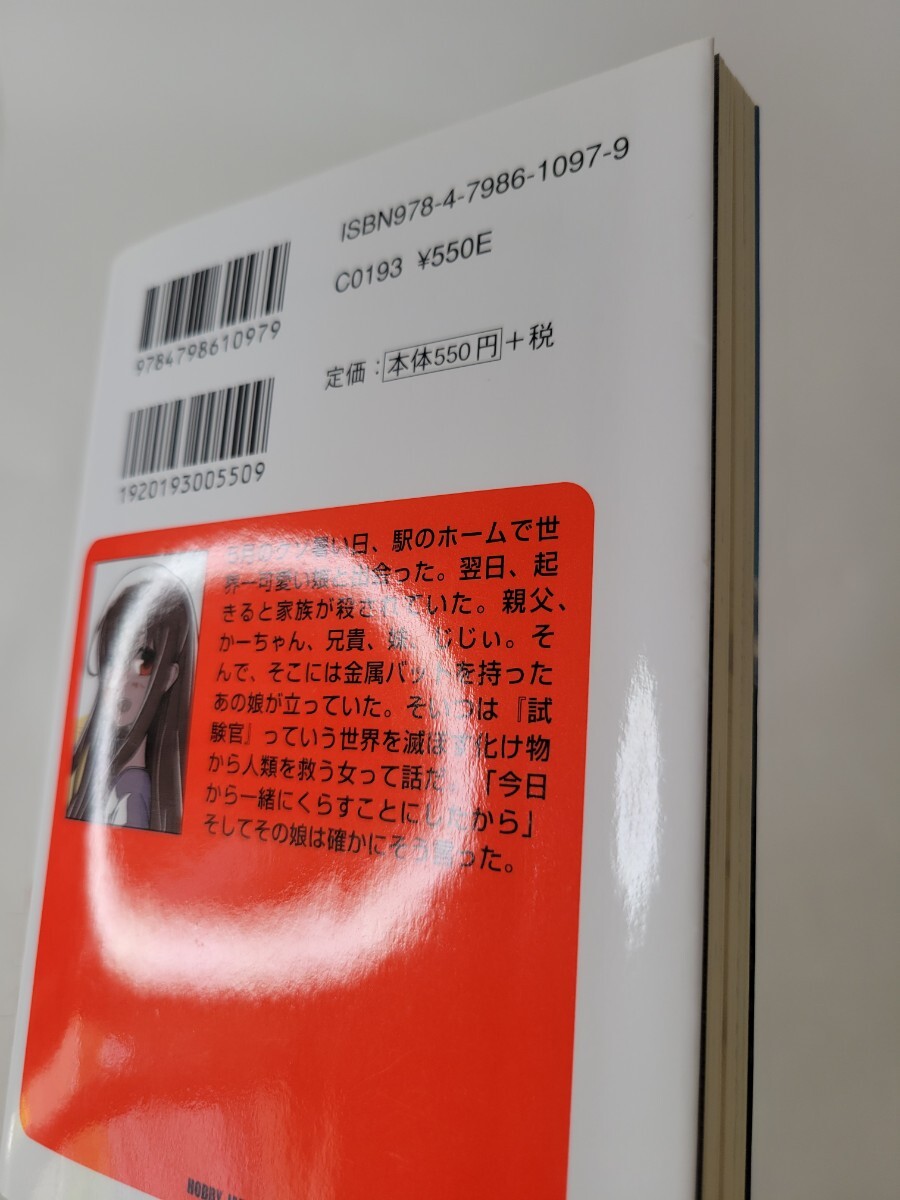 ISBN978-4-7986-1097-9
C0193 ¥550E
定価：本体550円+税
9784798610979
1920193005509
い日、駅のホームで世
界一可愛い娘と出会った。翌日、起
きると家族が殺されていた。親父、
かーちゃん、兄貴、妹、じじぃ。そ
んで、そこには金属バットを持った
あの娘が立っていた。そいつは『試
験官』っていう世界を滅ぼす化け物
から人類を救う女って話だ 「今日
から一緒にくらすことにしたから」
そしてその娘は確かにそう言った。
HOBBY